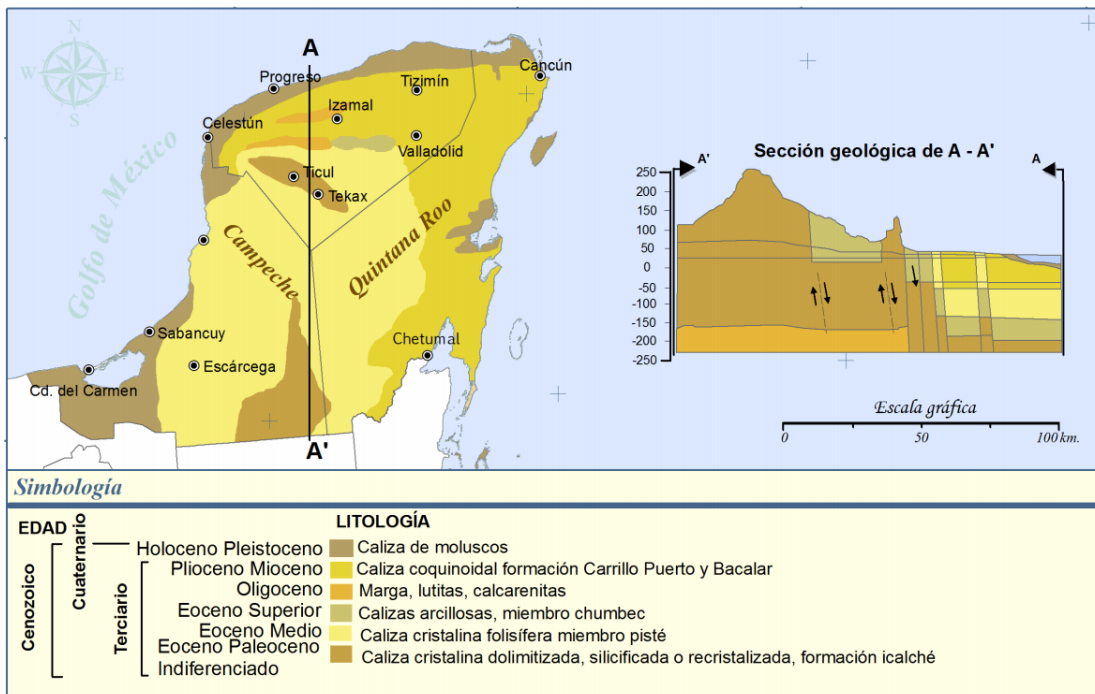 N
W
E
S
A
Progreso
Tizimín
Cancún
Izamal
Celestún
Valladolid
Ticul
Tekax
Golfo de México
Campeche
Quintana Roo
Sabancuy
Chetumal
Escárcega
Cd. del Carmen
A'
Sección geológica de A - A'
A'
A
250
200
150
100
50
0
-50
-100
-150
-200
-250
Escala gráfica
0
50
100 km.
Simbología
EDAD
LITOLOGÍA
Cenozoico
Cuaternario
Terciario
Holoceno Pleistoceno
Caliza de moluscos
Plioceno Mioceno
Caliza coquinoidal formación Carrillo Puerto y Bacalar
Oligoceno
Marga, lutitas, calcarenitas
Eoceno Superior
Calizas arcillosas, miembro chumbec
Eoceno Medio
Caliza cristalina folisífera miembro pisté
Eoceno Paleoceno
Indiferenciado
Caliza cristalina dolimitizada, silicificada o recristalizada, formación icalché